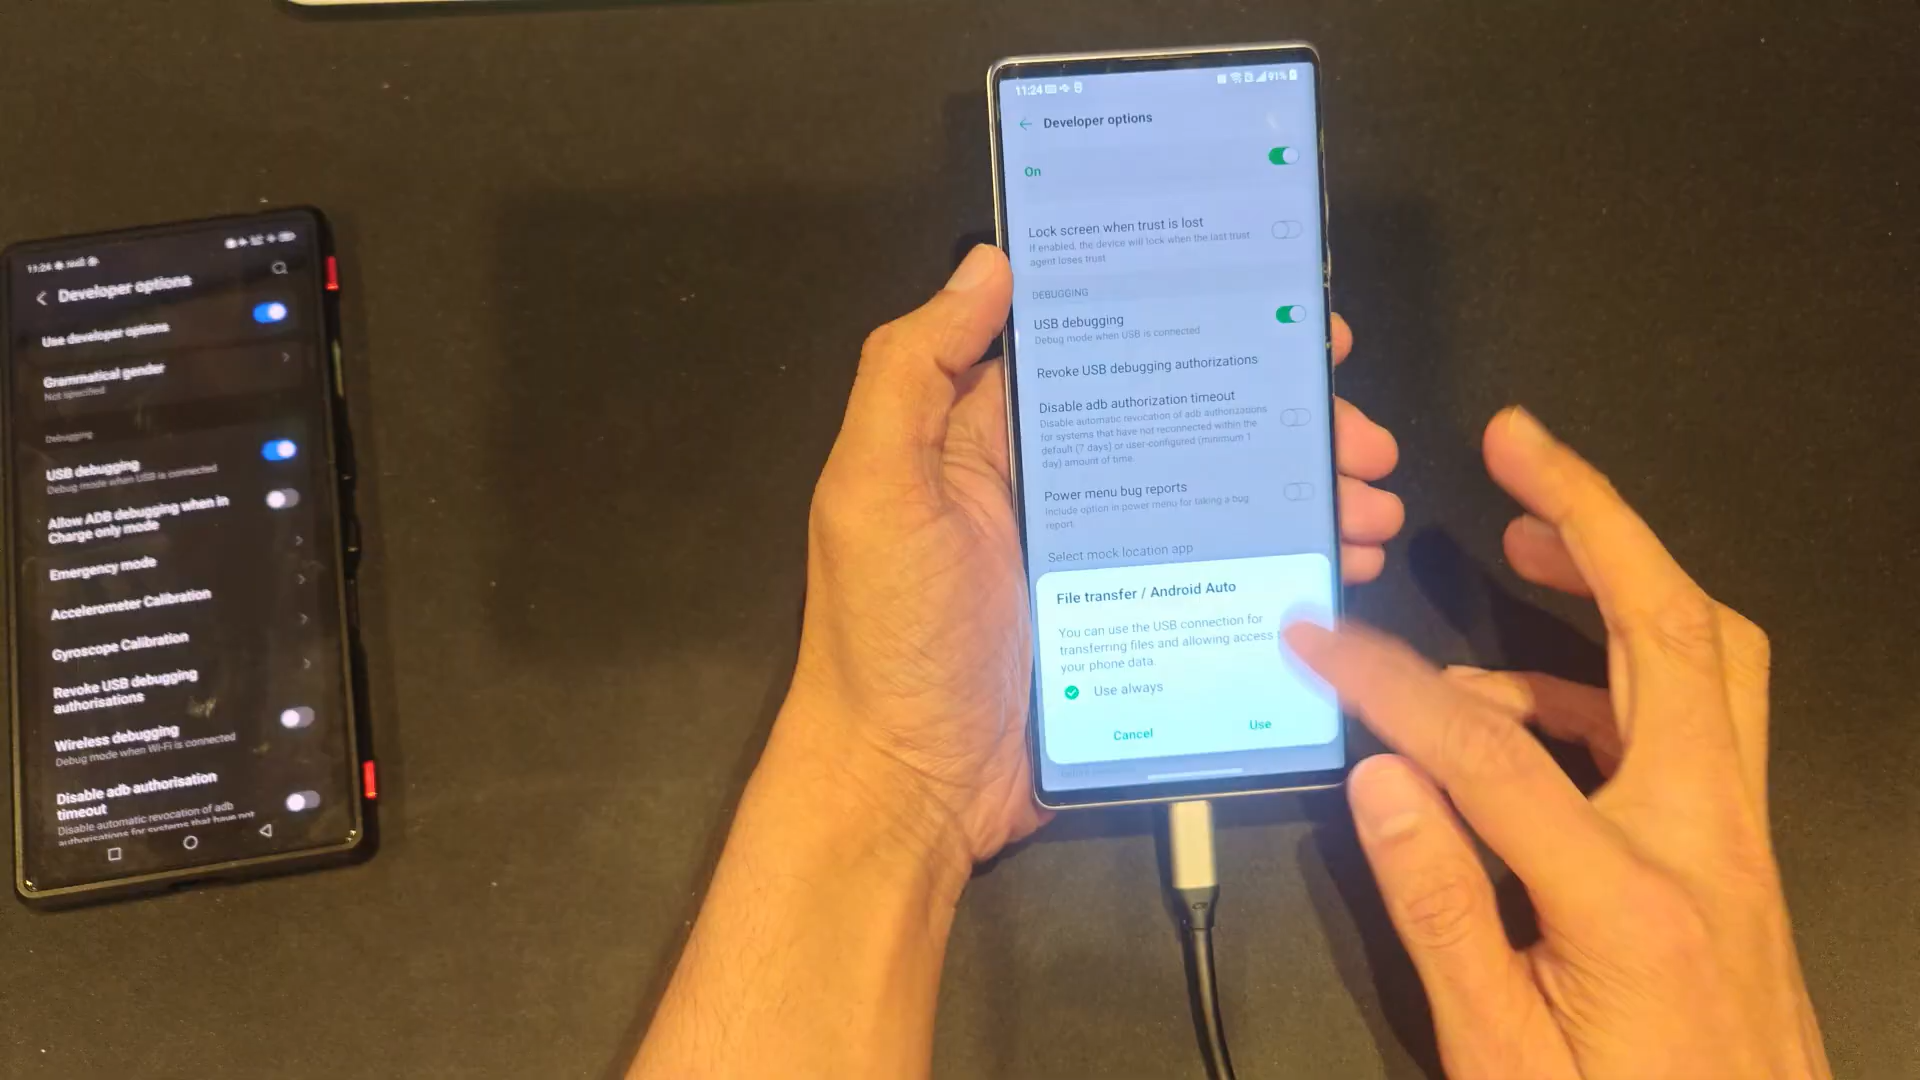 11:24
Developer options
Use developer options
Grammatical gender
Not specified
Debugging
USB debugging
Debug mode when USB is connected
Allow ADB debugging when in
Charge only mode
Emergency mode
Accelerometer Calibration
Gyroscope Calibration
Revoke USB debugging
authorisations
Wireless debugging
Debug mode when Wi-Fi is connected
Disable adb authorisation
timeout
Disable automatic revocation of adb
authorisations for systems that have not
11:24
91%
Developer options
On
Lock screen when trust is lost
If enabled, the device will lock when the last trust
agent loses trust
DEBUGGING
USB debugging
Debug mode when USB is connected
Revoke USB debugging authorizations
Disable adb authorization timeout
Disable automatic revocation of adb authorizations
for systems that have not reconnected within the
default (7 days) or user-configured (minimum 1
day) amount of time.
Power menu bug reports
Include option in power menu for taking a bug
report.
Select mock location app
File transfer / Android Auto
You can use the USB connection for
transferring files and allowing access
your phone data.
Use always
Cancel
Use